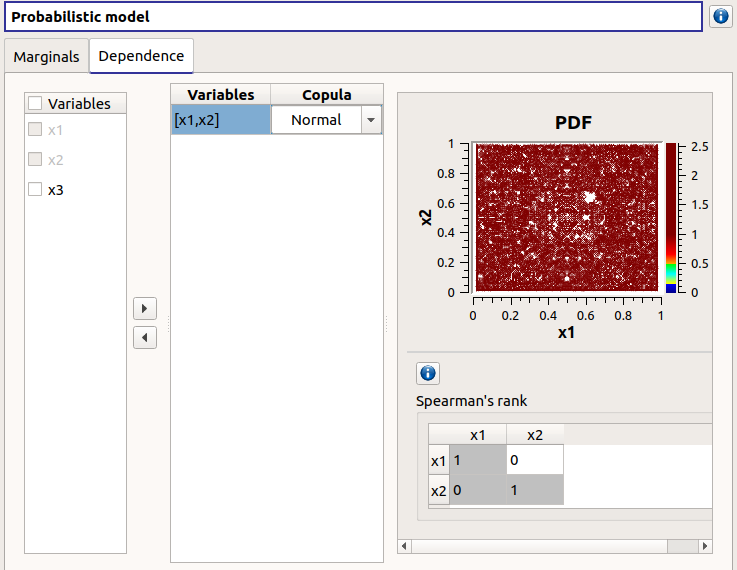 Probabilistic model
Marginals
Dependence
Variables
x1
x2
x3
Variables Copula
[x1,x2] Normal
PDF
1
0.8
0.6
0.4
0.2
0
x2
0 0.2 0.4 0.6 0.8 1
x1
2.5
2
1.5
1
0.5
0
Spearman's rank
x1 x2
x1 1 0
x2 0 1